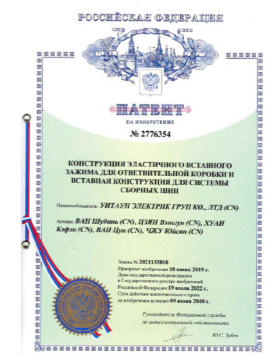 РОССИЙСКАЯ ФЕДЕРАЦИЯ
ПАТЕНТ
НА ИЗОБРЕТЕНИЕ
№ 2776354
КОНСТРУКЦИЯ ЭЛАСТИЧНОГО ВСТАВНОГО
ЗАЖИМА ДЛЯ ОТВЕТВИТЕЛЬНОЙ КОРОБКИ И
ВСТАВНАЯ КОНСТРУКЦИЯ ДЛЯ СИСТЕМЫ
СБОРНЫХ ШИН
Патентообладатель: УИТАУН ЭЛЕКТРИК ГРУП КО., ЛТД (CN)
Авторы: ВАН Шубинь (CN), ЦЗЯН Вэньгун (CN), ХУАН
Кэфэн (CN), ВАН Цун (CN), ЧЖУ Юйсян (CN)
Заявка № 2021135018
Приоритет изобретения 10 июня 2019 г.
Дата государственной регистрации
в Государственном реестре изобретений
Российской Федерации 19 июля 2022 г.
Срок действия исключительного права
на изобретение истекает 09 июня 2040 г.
Руководитель Федеральной службы
по интеллектуальной собственности
Ю.С. Зубов